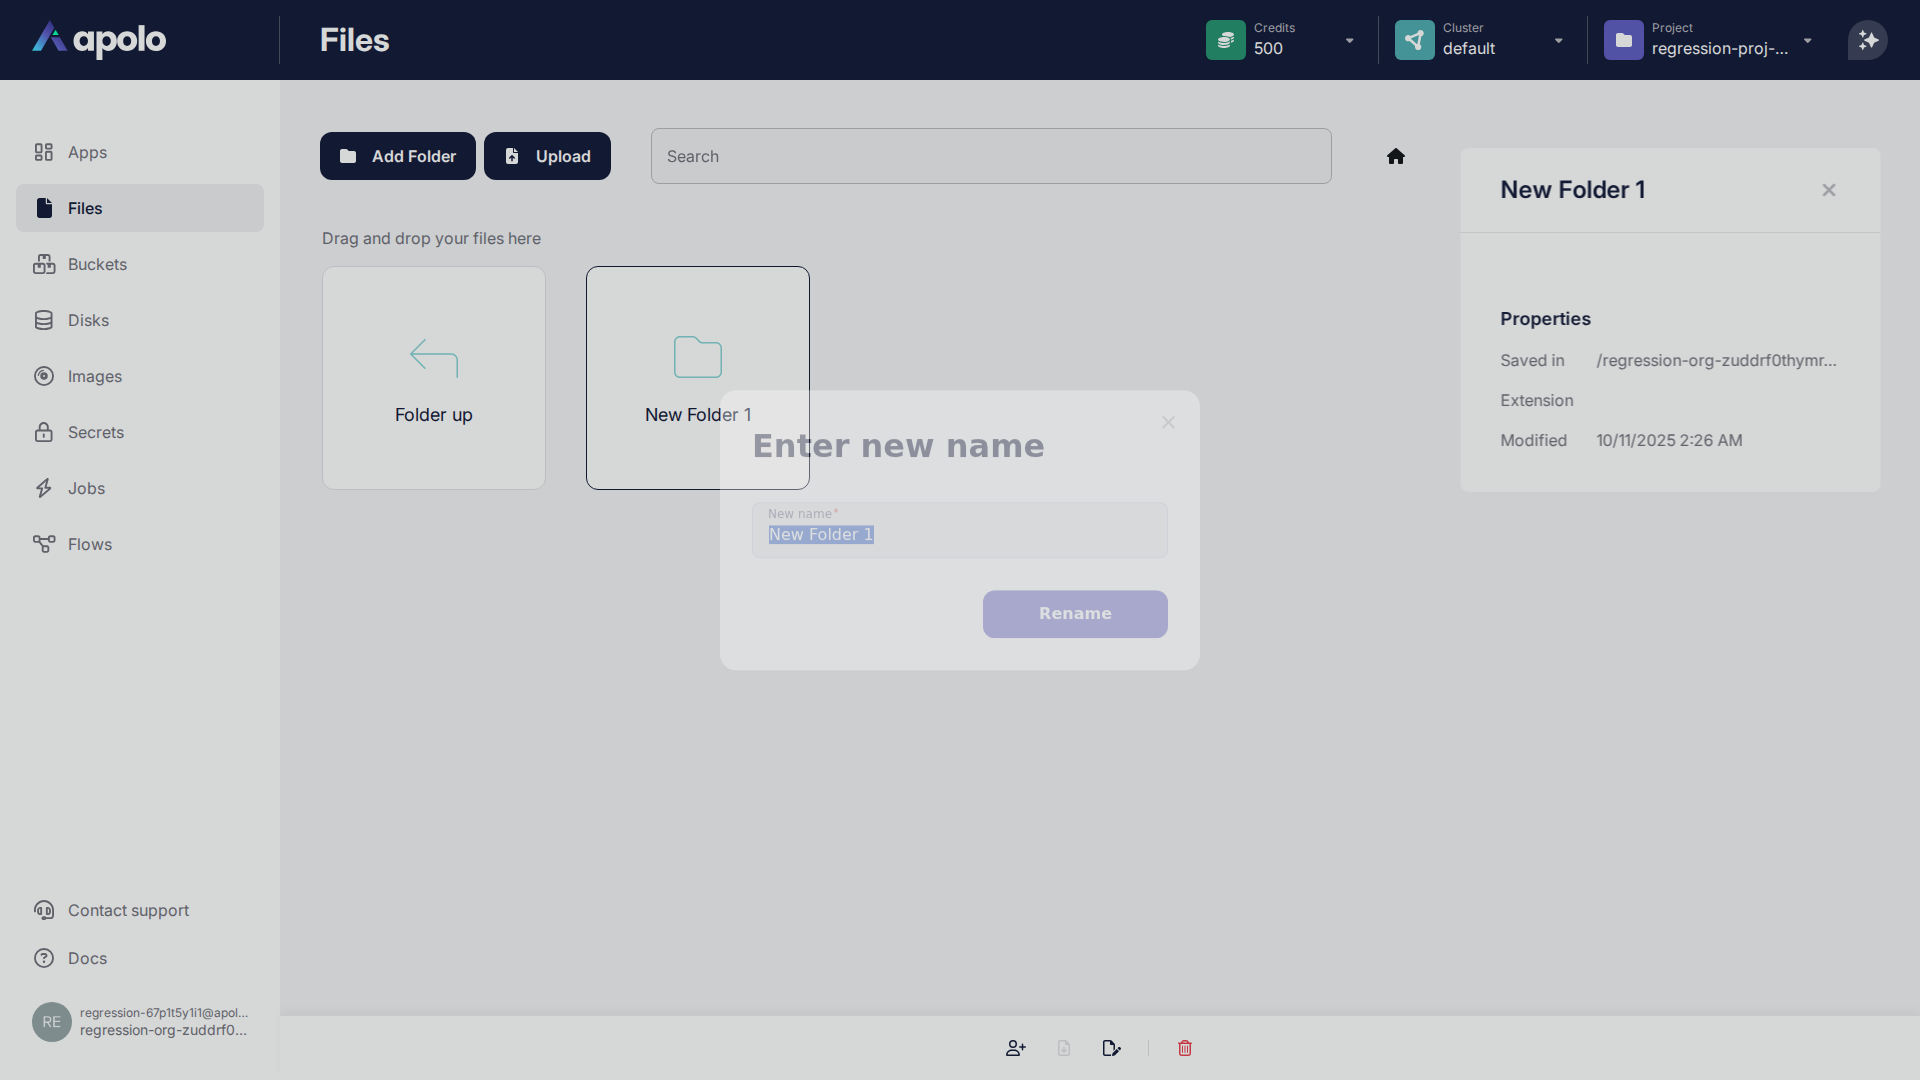 apolo
Files
Credits
500
Cluster
default
Project
regression-proj-...
Apps
Files
Buckets
Disks
Images
Secrets
Jobs
Flows
Contact support
Docs
RE
regression-67p1t5y1i1@apol...
regression-org-zuddrf0...
Add Folder
Upload
Search
Drag and drop your files here
Folder up
New Folder 1
Enter new name
New name*
New Folder 1
Rename
New Folder 1
Properties
Saved in /regression-org-zuddrf0thymr...
Extension
Modified 10/11/2025 2:26 AM